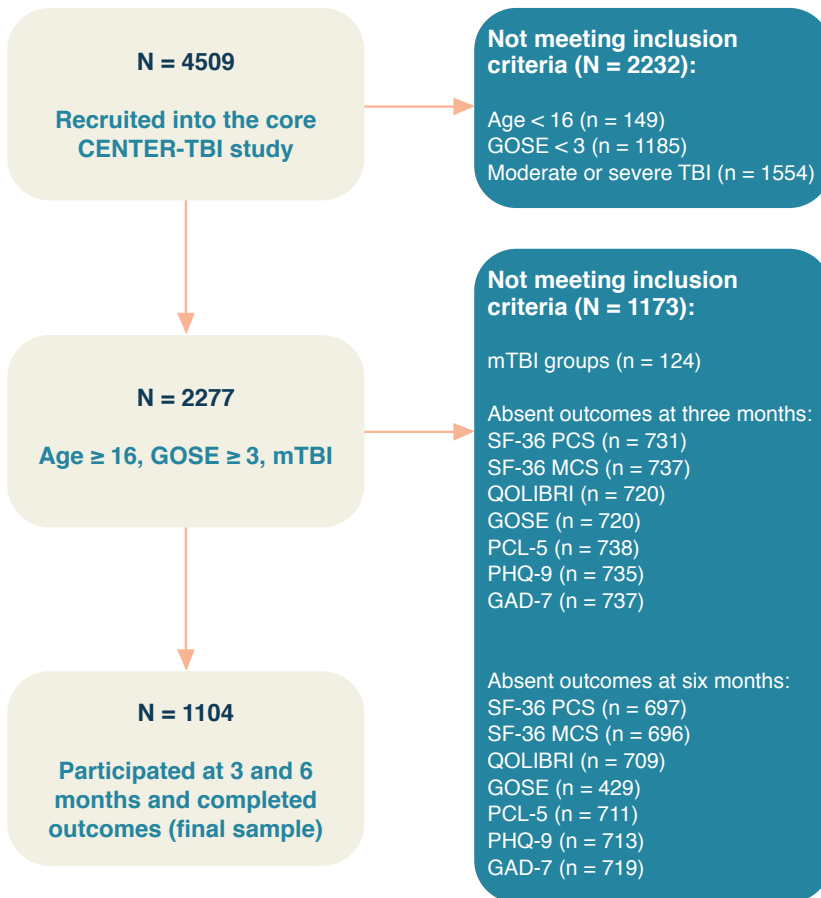 N = 4509
Recruited into the core
CENTER-TBI study
Not meeting inclusion
criteria (N = 2232):
Age < 16 (n = 149)
GOSE < 3 (n = 1185)
Moderate or severe TBI (n = 1554)
N = 2277
Age ≥ 16, GOSE ≥ 3, mTBI
Not meeting inclusion
criteria (N = 1173):
mTBI groups (n = 124)
Absent outcomes at three months:
SF-36 PCS (n = 731)
SF-36 MCS (n = 737)
QOLIBRI (n = 720)
GOSE (n = 720)
PCL-5 (n = 738)
PHQ-9 (n = 735)
GAD-7 (n = 737)
Absent outcomes at six months:
SF-36 PCS (n = 697)
SF-36 MCS (n = 696)
QOLIBRI (n = 709)
GOSE (n = 429)
PCL-5 (n = 711)
PHQ-9 (n = 713)
GAD-7 (n = 719)
N = 1104
Participated at 3 and 6
months and completed
outcomes (final sample)